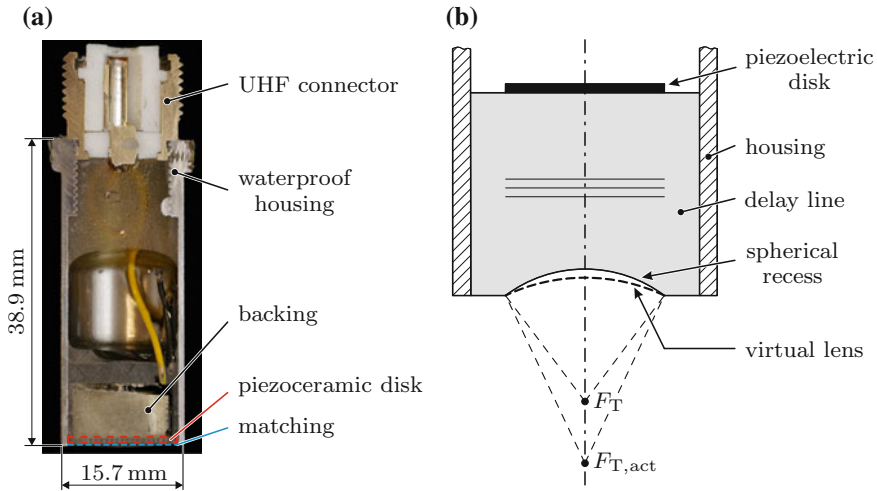 (a)
UHF connector
waterproof
housing
38.9 mm
backing
piezoceramic disk
matching
15.7 mm
(b)
piezoelectric
disk
housing
delay line
spherical
recess
virtual lens
F_T
F_T,act